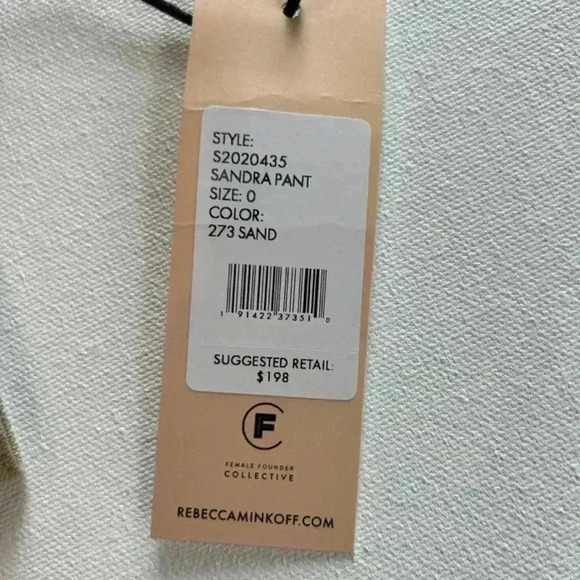 STYLE:
S2020435
SANDRA PANT
SIZE: 0
COLOR:
273 SAND
1 91422 37351 0
SUGGESTED RETAIL:
$198
F
FEMALE FOUNDER
COLLECTIVE
REBECCAMINKOFF.COM